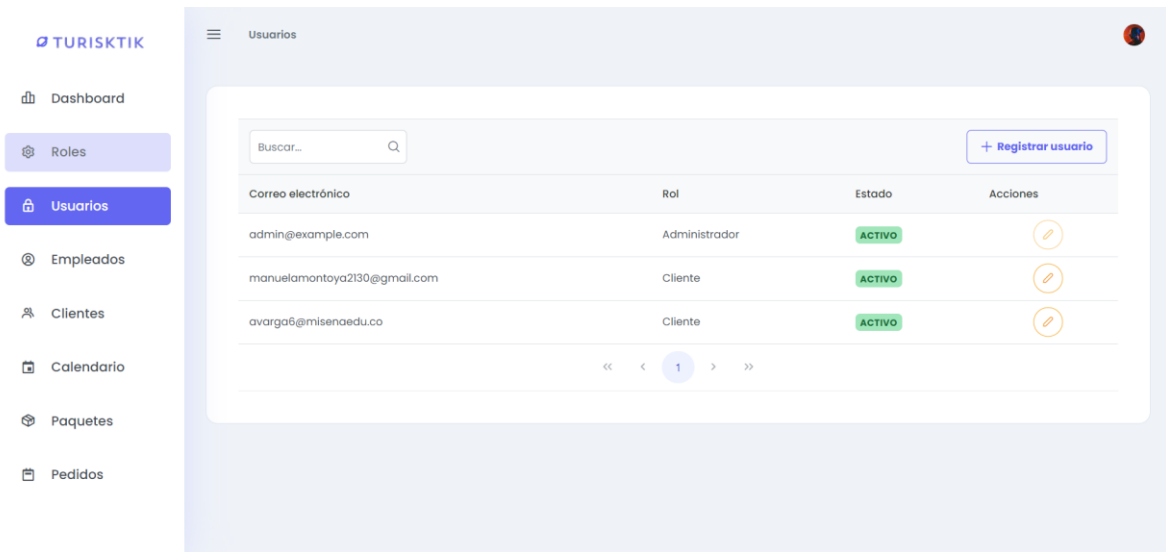 TURISKTIK
Dashboard
Roles
Usuarios
Empleados
Clientes
Calendario
Paquetes
Pedidos
Usuarios
Buscar...
+ Registrar usuario
Correo electrónico Rol Estado Acciones
admin@example.com Administrador ACTIVO
manuelamontoya2130@gmail.com Cliente ACTIVO
avarga6@misenaedu.co Cliente ACTIVO
<< < 1 > >>